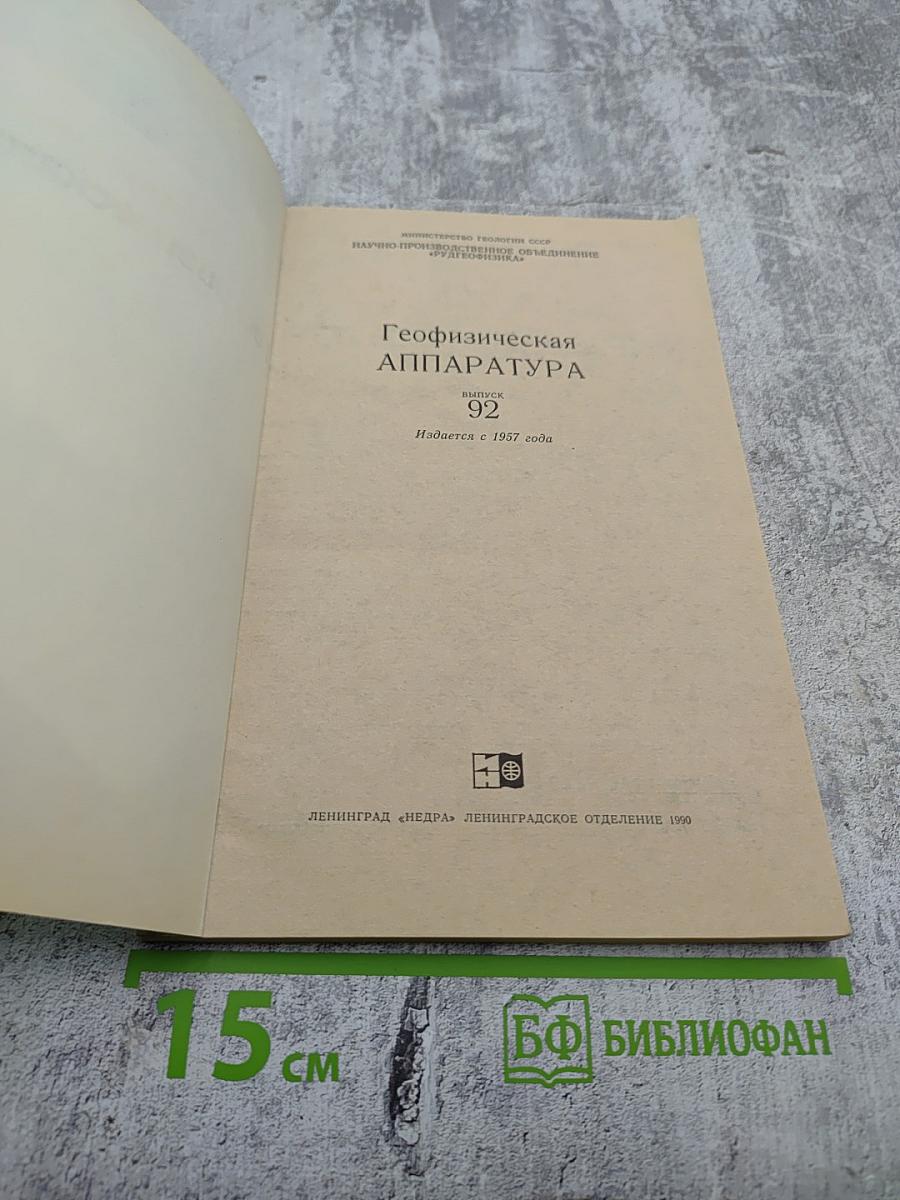 МИНИСТЕРСТВО ГЕОЛОГИИ СССР
НАУЧНО-ПРОИЗВОДСТВЕННОЕ ОБЪЕДИНЕНИЕ
«РУДГЕОФИЗИКА»
Геофизическая
АППАРАТУРА
ВЫПУСК
92
Издается с 1957 года
ИН
ЛЕНИНГРАД «НЕДРА» ЛЕНИНГРАДСКОЕ ОТДЕЛЕНИЕ 1990
15 см
БФ БИБЛИОФАН